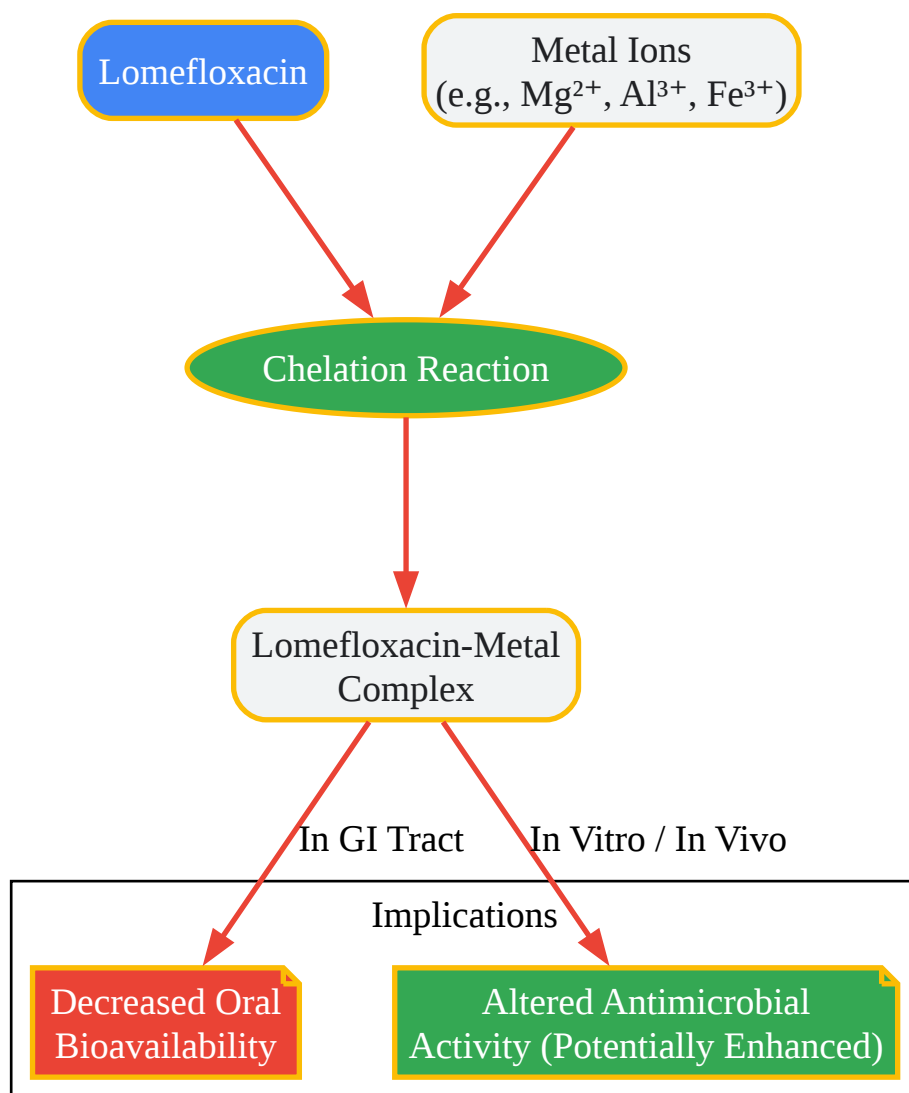 Lomefloxacin
Metal Ions
(e.g., Mg²⁺, Al³⁺, Fe³⁺)
Chelation Reaction
Lomefloxacin-Metal
Complex
In GI Tract
In Vitro / In Vivo
Implications
Decreased Oral
Bioavailability
Altered Antimicrobial
Activity (Potentially Enhanced)